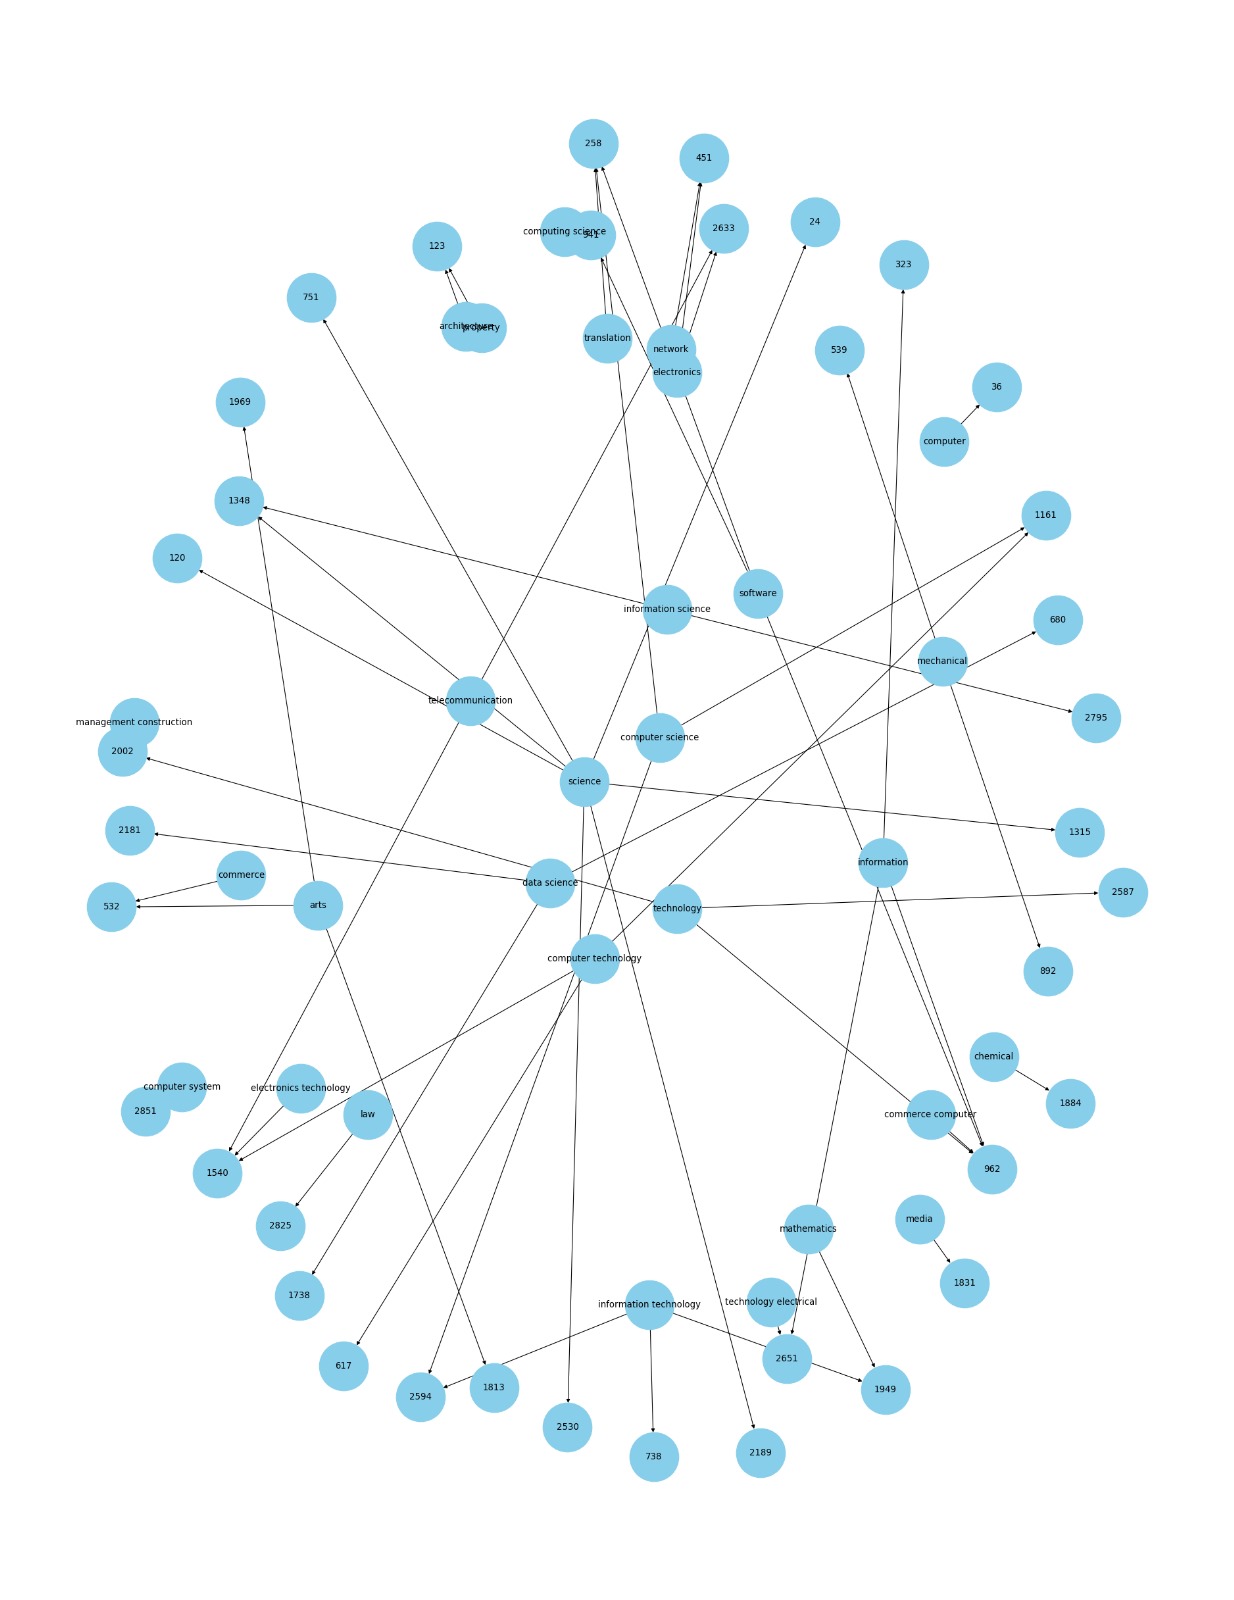 258
451
24
2633
computing science
941
123
323
751
architecture
property
translation
network
539
electronics
36
1969
computer
1348
1161
120
software
information science
680
mechanical
telecommunication
2795
management construction
computer science
2002
science
2181
1315
information
commerce
data science
2587
532
arts
technology
computer technology
892
chemical
computer system
electronics technology
1884
2851
law
commerce computer
1540
962
media
2825
mathematics
1831
1738
information technology
technology electrical
2651
617
2594
1813
1949
2530
738
2189